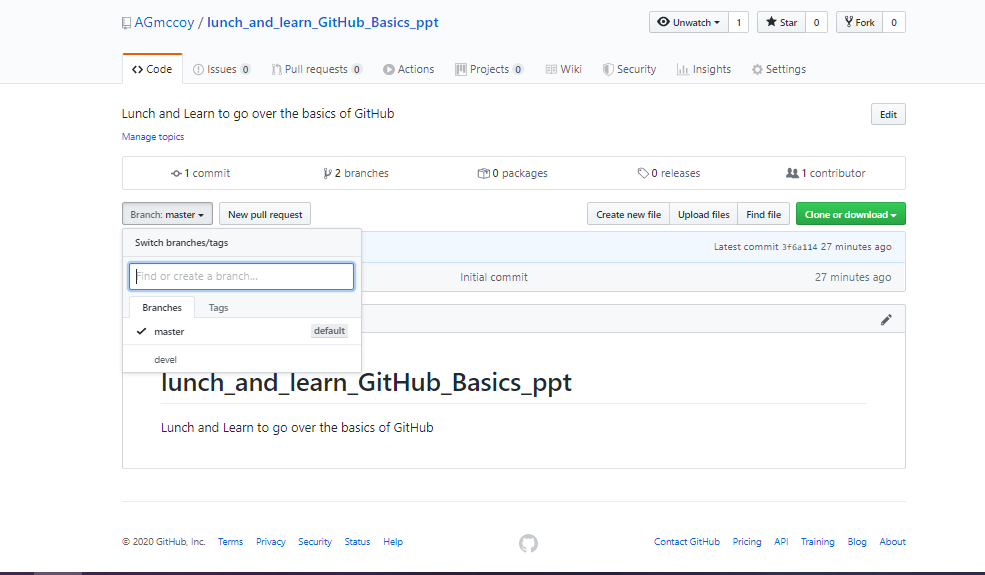 AGmccoy / lunch_and_learn_GitHub_Basics_ppt
Unwatch 1 Star 0 Fork 0
Code Issues 0 Pull requests 0 Actions Projects 0 Wiki Security Insights Settings
Lunch and Learn to go over the basics of GitHub
Edit
Manage topics
1 commit 2 branches 0 packages 0 releases 1 contributor
Branch: master New pull request Create new file Upload files Find file Clone or download
Switch branches/tags
Latest commit 3f6a114 27 minutes ago
Find or create a branch...
Initial commit 27 minutes ago
Branches Tags
master default
devel
lunch_and_learn_GitHub_Basics_ppt
Lunch and Learn to go over the basics of GitHub
© 2020 GitHub, Inc. Terms Privacy Security Status Help Contact GitHub Pricing API Training Blog About